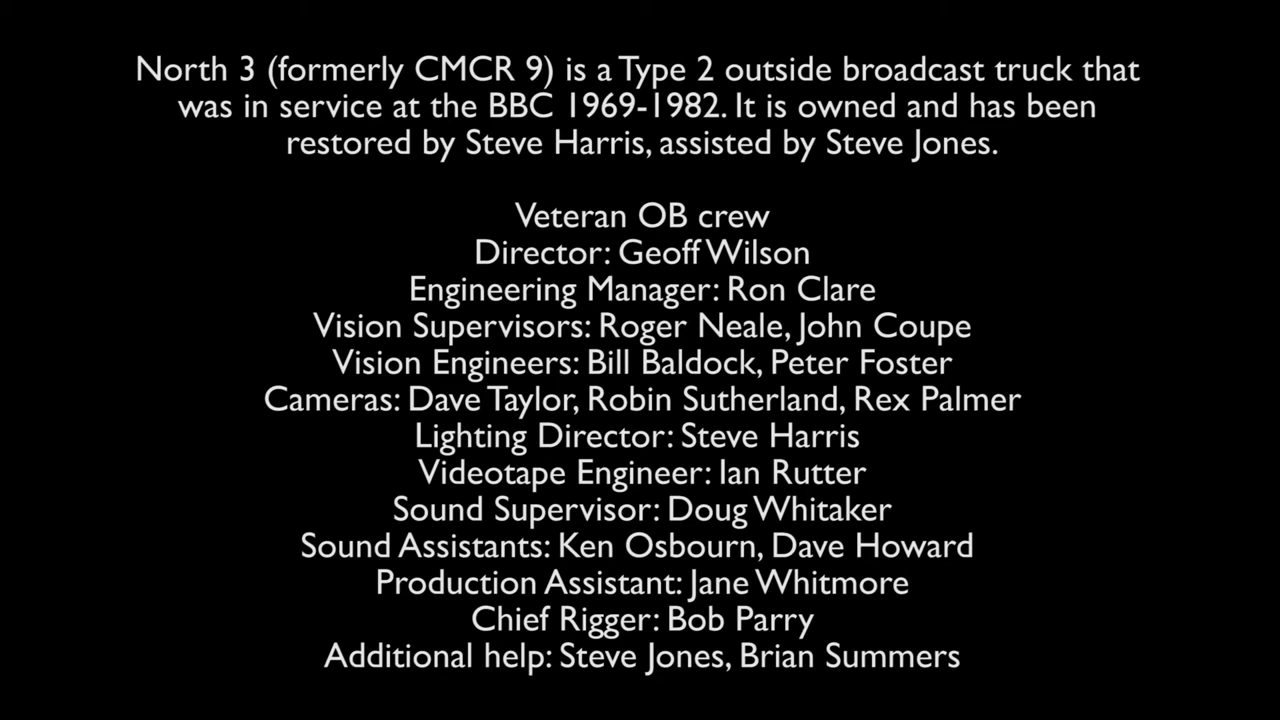 North 3 (formerly CMCR 9) is a Type 2 outside broadcast truck that
was in service at the BBC 1969-1982. It is owned and has been
restored by Steve Harris, assisted by Steve Jones.
Veteran OB crew
Director: Geoff Wilson
Engineering Manager: Ron Clare
Vision Supervisors: Roger Neale, John Coupe
Vision Engineers: Bill Baldock, Peter Foster
Cameras: Dave Taylor, Robin Sutherland, Rex Palmer
Lighting Director: Steve Harris
Videotape Engineer: Ian Rutter
Sound Supervisor: Doug Whitaker
Sound Assistants: Ken Osbourn, Dave Howard
Production Assistant: Jane Whitmore
Chief Rigger: Bob Parry
Additional help: Steve Jones, Brian Summers